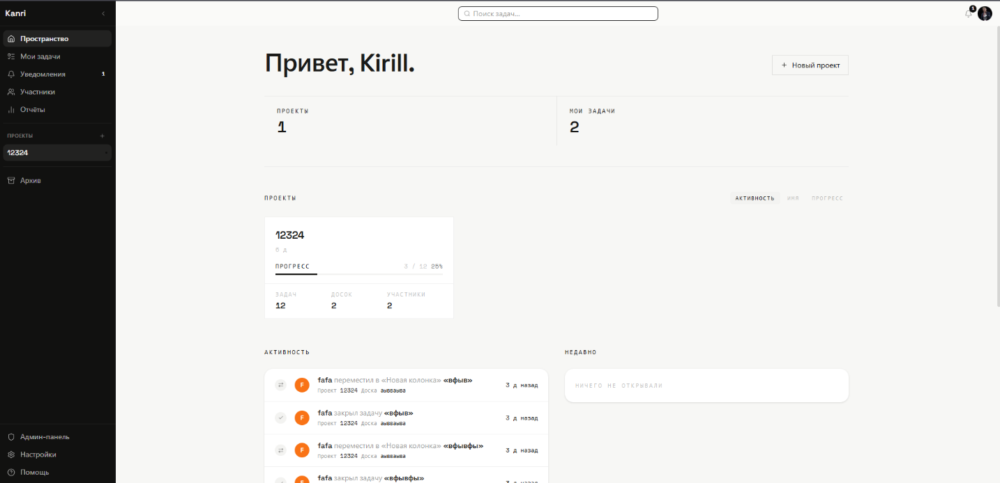 Kanri
Поиск задач...
1
Пространство
Мои задачи
Уведомления 1
Участники
Отчёты
ПРОЕКТЫ
12324
Архив
Админ-панель
Настройки
Помощь
Привет, Kirill.
Новый проект
ПРОЕКТЫ
1
МОИ ЗАДАЧИ
2
ПРОЕКТЫ
АКТИВНОСТЬ ИМЯ ПРОГРЕСС
12324
6 д
ПРОГРЕСС 3 / 12 25%
ЗАДАЧ ДОСОК УЧАСТНИКИ
12 2 2
АКТИВНОСТЬ
F fafa переместил в «Новая колонка» «вфыв» 3 д назад
Проект 12324 Доска аывваыва
F fafa закрыл задачу «вфыв» 3 д назад
Проект 12324 Доска аывваыва
F fafa переместил в «Новая колонка» «вфывфы» 3 д назад
Проект 12324 Доска аывваыва
F fafa закрыл задачу «вфывфы» 3 д назад
НЕДАВНО
НИЧЕГО НЕ ОТКРЫВАЛИ